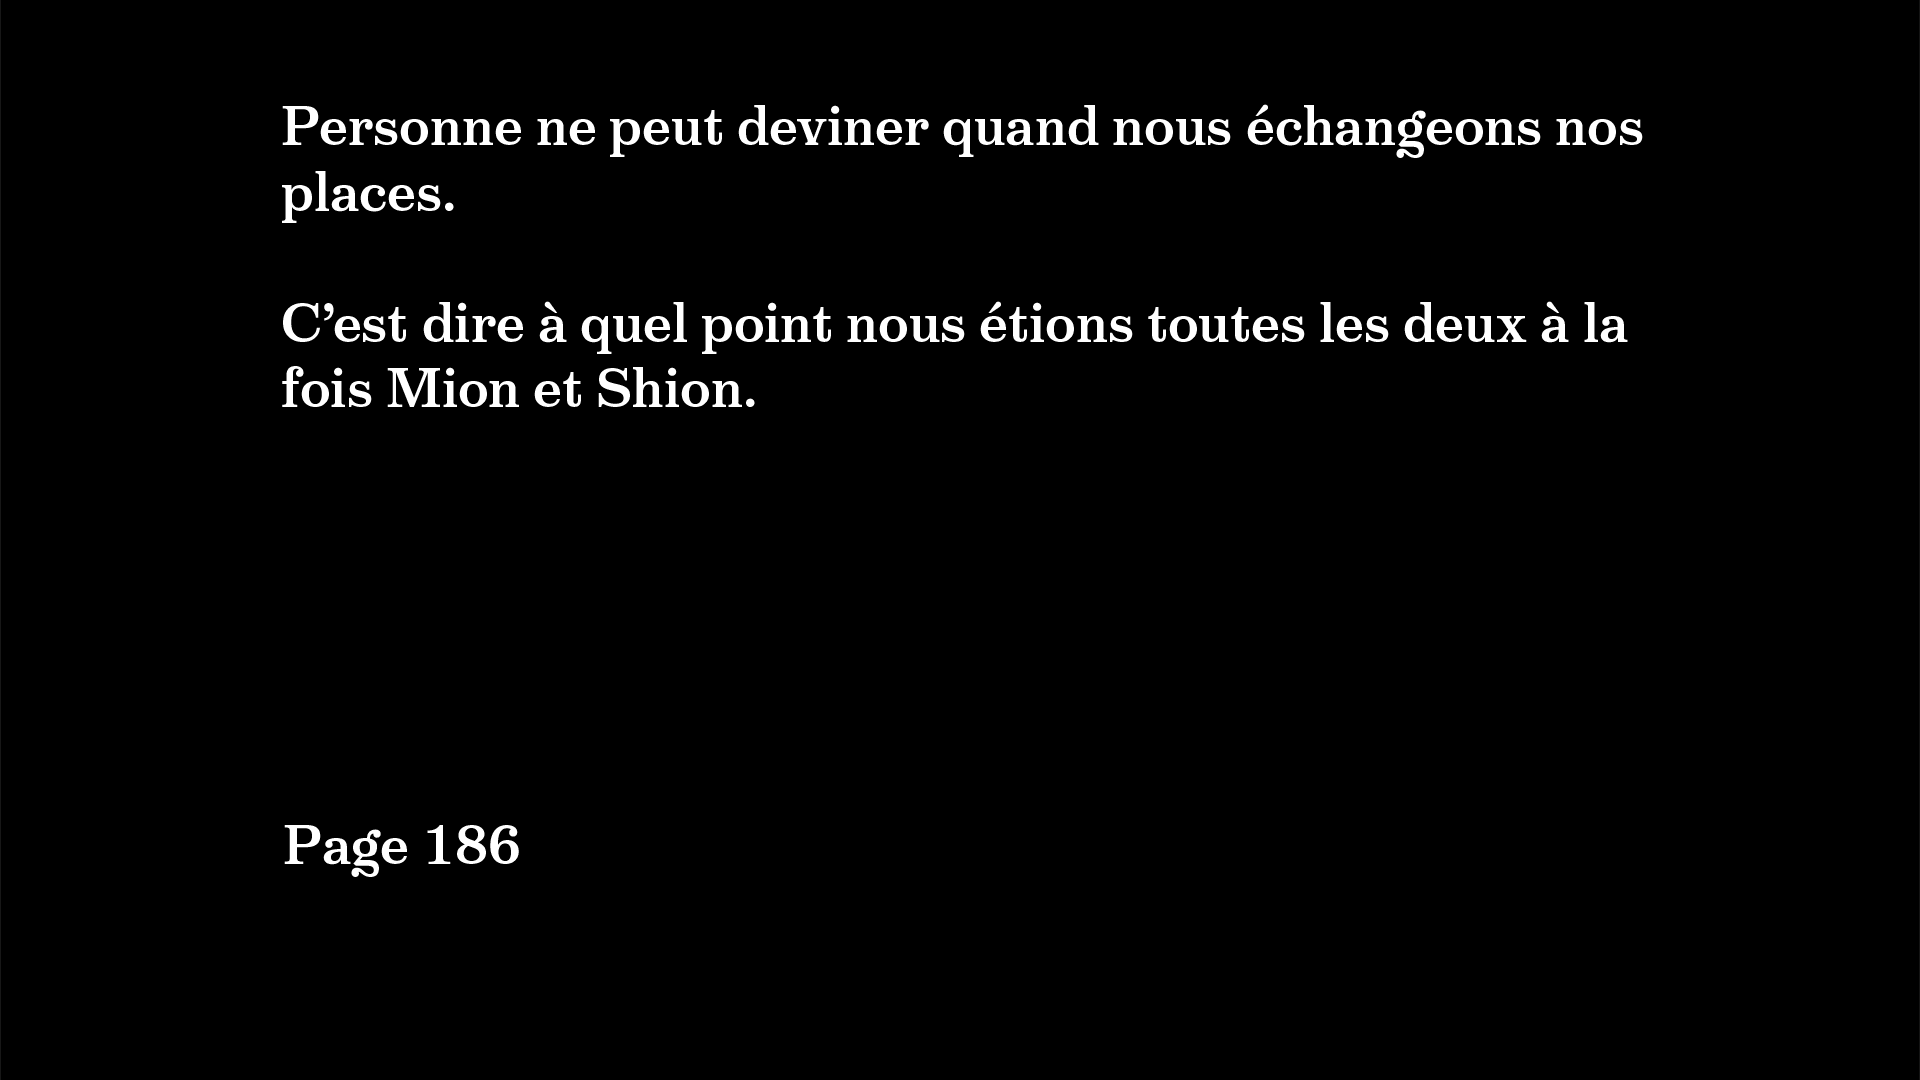 Personne ne peut deviner quand nous échangeons nos
places.
C’est dire à quel point nous étions toutes les deux à la
fois Mion et Shion.
Page 186